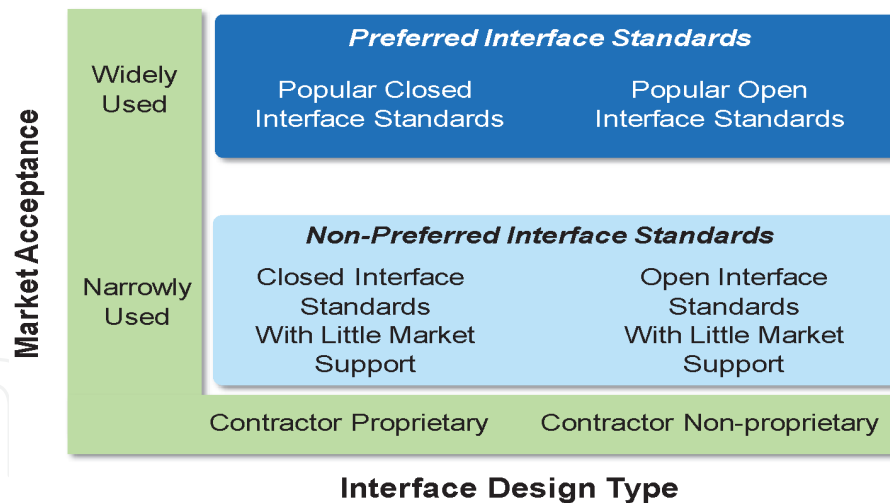 Market Acceptance
Widely
Used
Preferred Interface Standards
Popular Closed
Interface Standards
Popular Open
Interface Standards
Narrowly
Used
Non-Preferred Interface Standards
Closed Interface
Standards
With Little Market
Support
Open Interface
Standards
With Little Market
Support
Contractor Proprietary
Contractor Non-proprietary
Interface Design Type